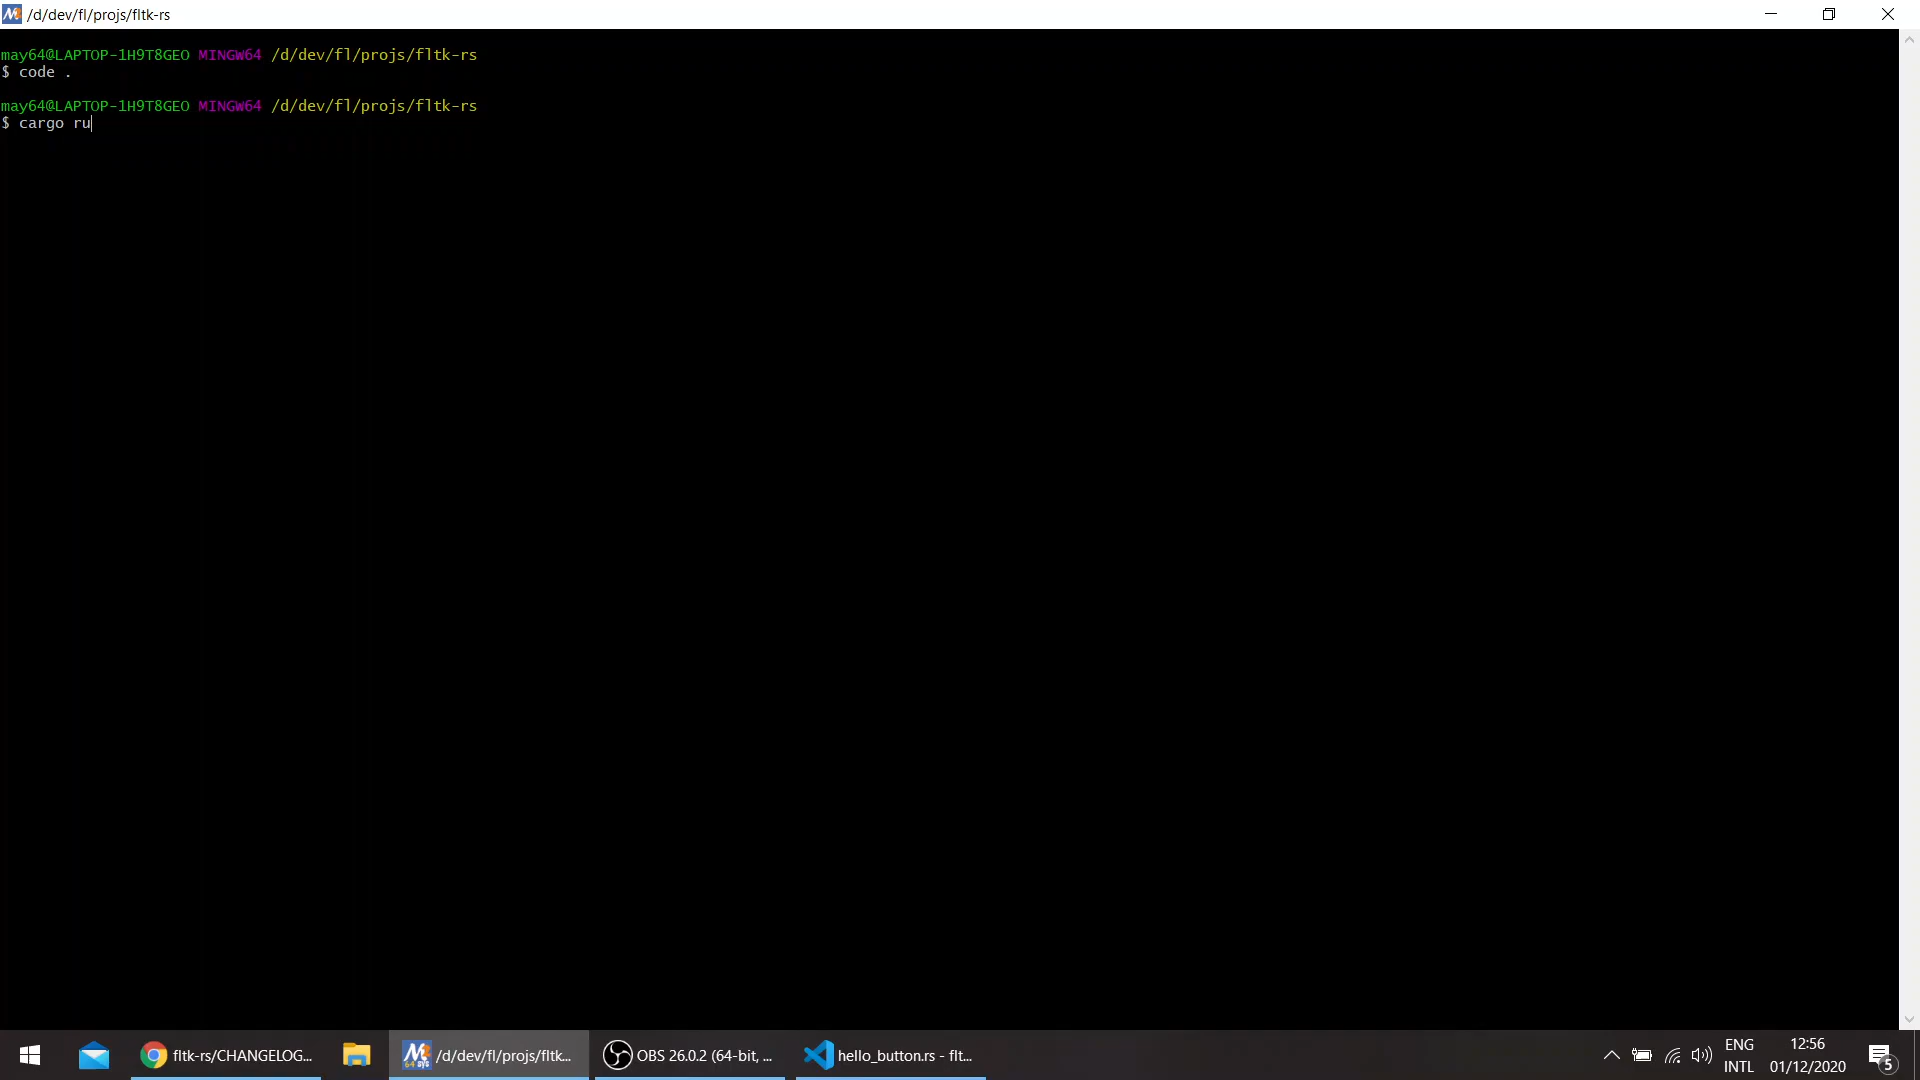 /d/dev/fl/projs/fltk-rs
may64@LAPTOP-1H9T8GEO MINGW64 /d/dev/fl/projs/fltk-rs
$ code .
may64@LAPTOP-1H9T8GEO MINGW64 /d/dev/fl/projs/fltk-rs
$ cargo ru
fltk-rs/CHANGELOG... /d/dev/fl/projs/fltk... OBS 26.0.2 (64-bit, ... hello_button.rs - flt... ENG 12:56
INTL 01/12/2020 5